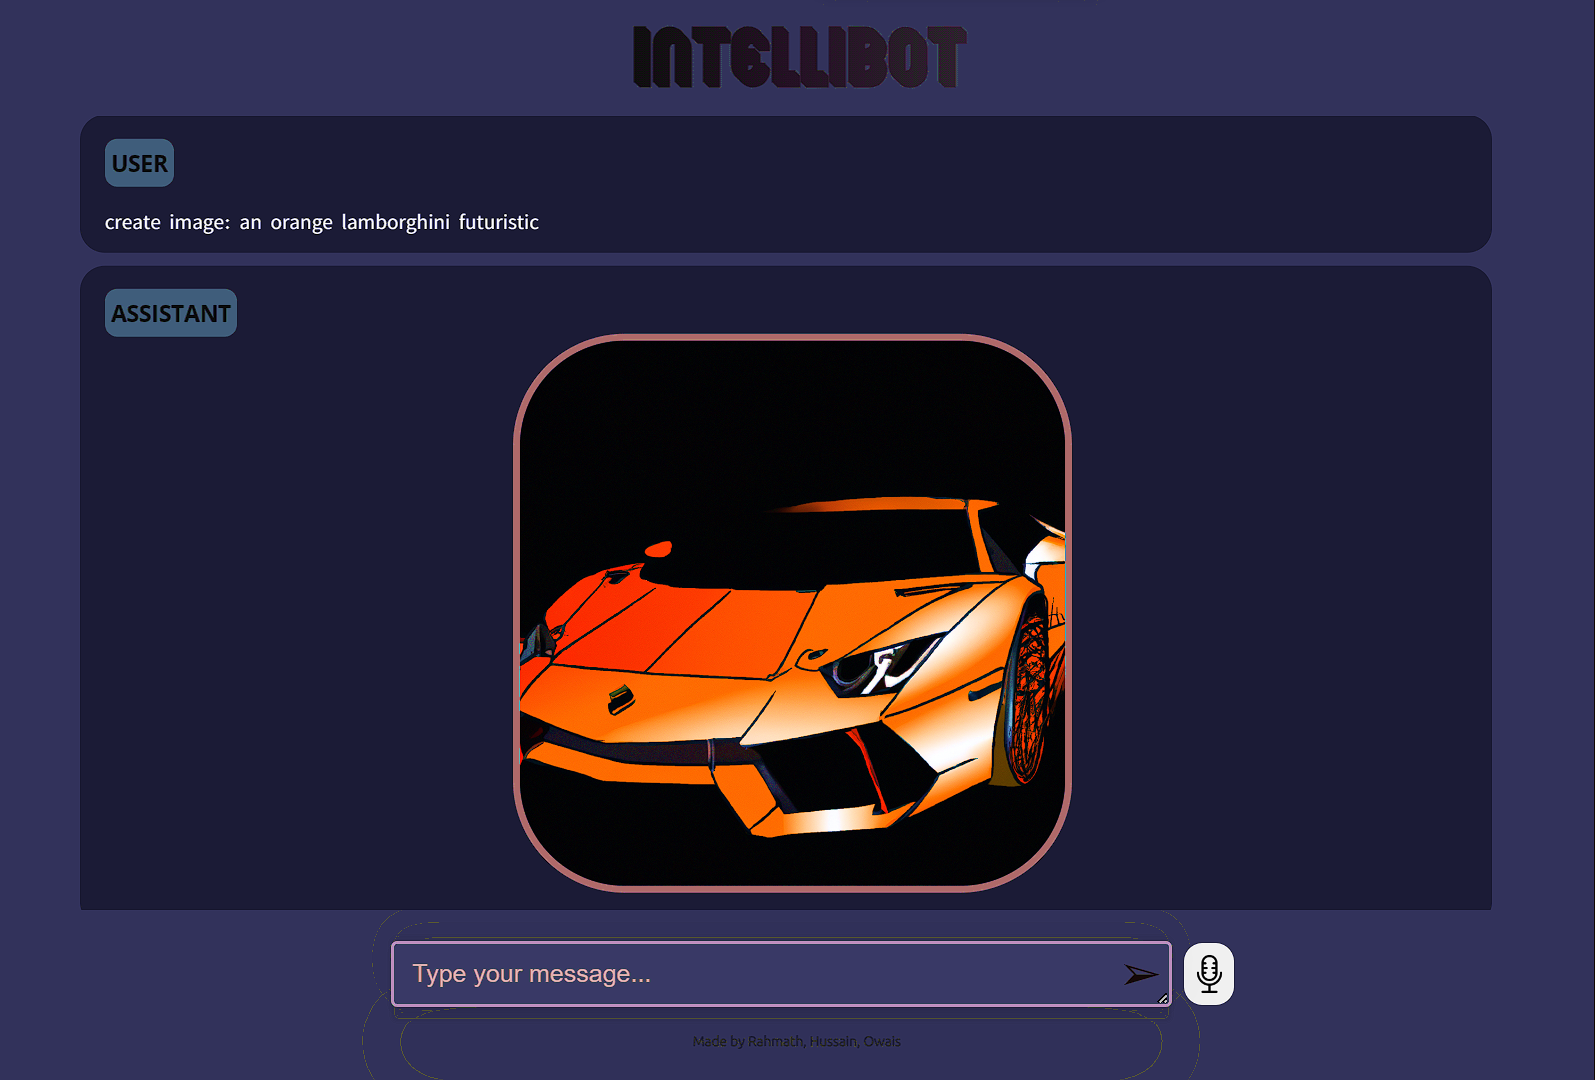 INTELLIBOT
USER
create image: an orange lamborghini futuristic
ASSISTANT
Type your message...
Made by Rahmath, Hussain, Owais